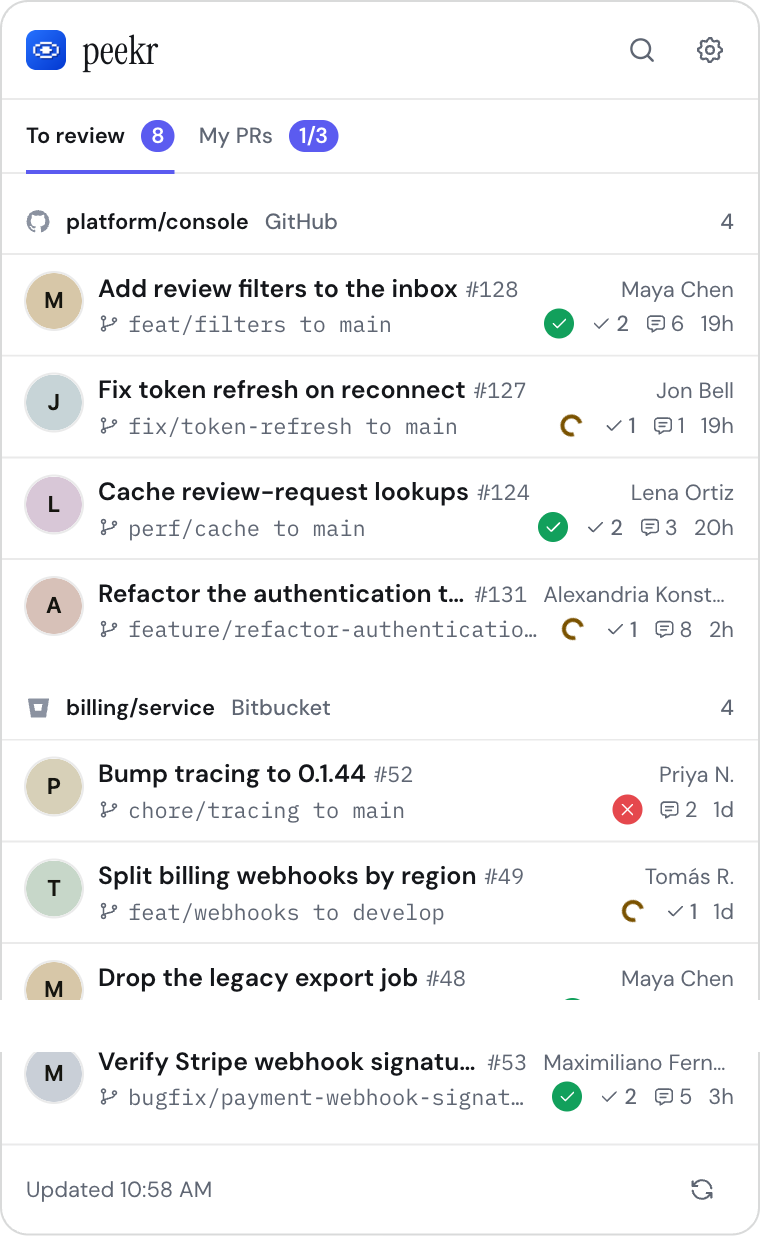 peekr
To review 8 My PRs 1/3
platform/console GitHub 4
M Add review filters to the inbox #128 Maya Chen
feat/filters to main 2 6 19h
J Fix token refresh on reconnect #127 Jon Bell
fix/token-refresh to main 1 1 19h
L Cache review-request lookups #124 Lena Ortiz
perf/cache to main 2 3 20h
A Refactor the authentication t... #131 Alexandria Konst...
feature/refactor-authenticatio... 1 8 2h
billing/service Bitbucket 4
P Bump tracing to 0.1.44 #52 Priya N.
chore/tracing to main 2 1d
T Split billing webhooks by region #49 Tomás R.
feat/webhooks to develop 1 1d
M Drop the legacy export job #48 Maya Chen
M Verify Stripe webhook signatu... #53 Maximiliano Fern...
bugfix/payment-webhook-signat... 2 5 3h
Updated 10:58 AM